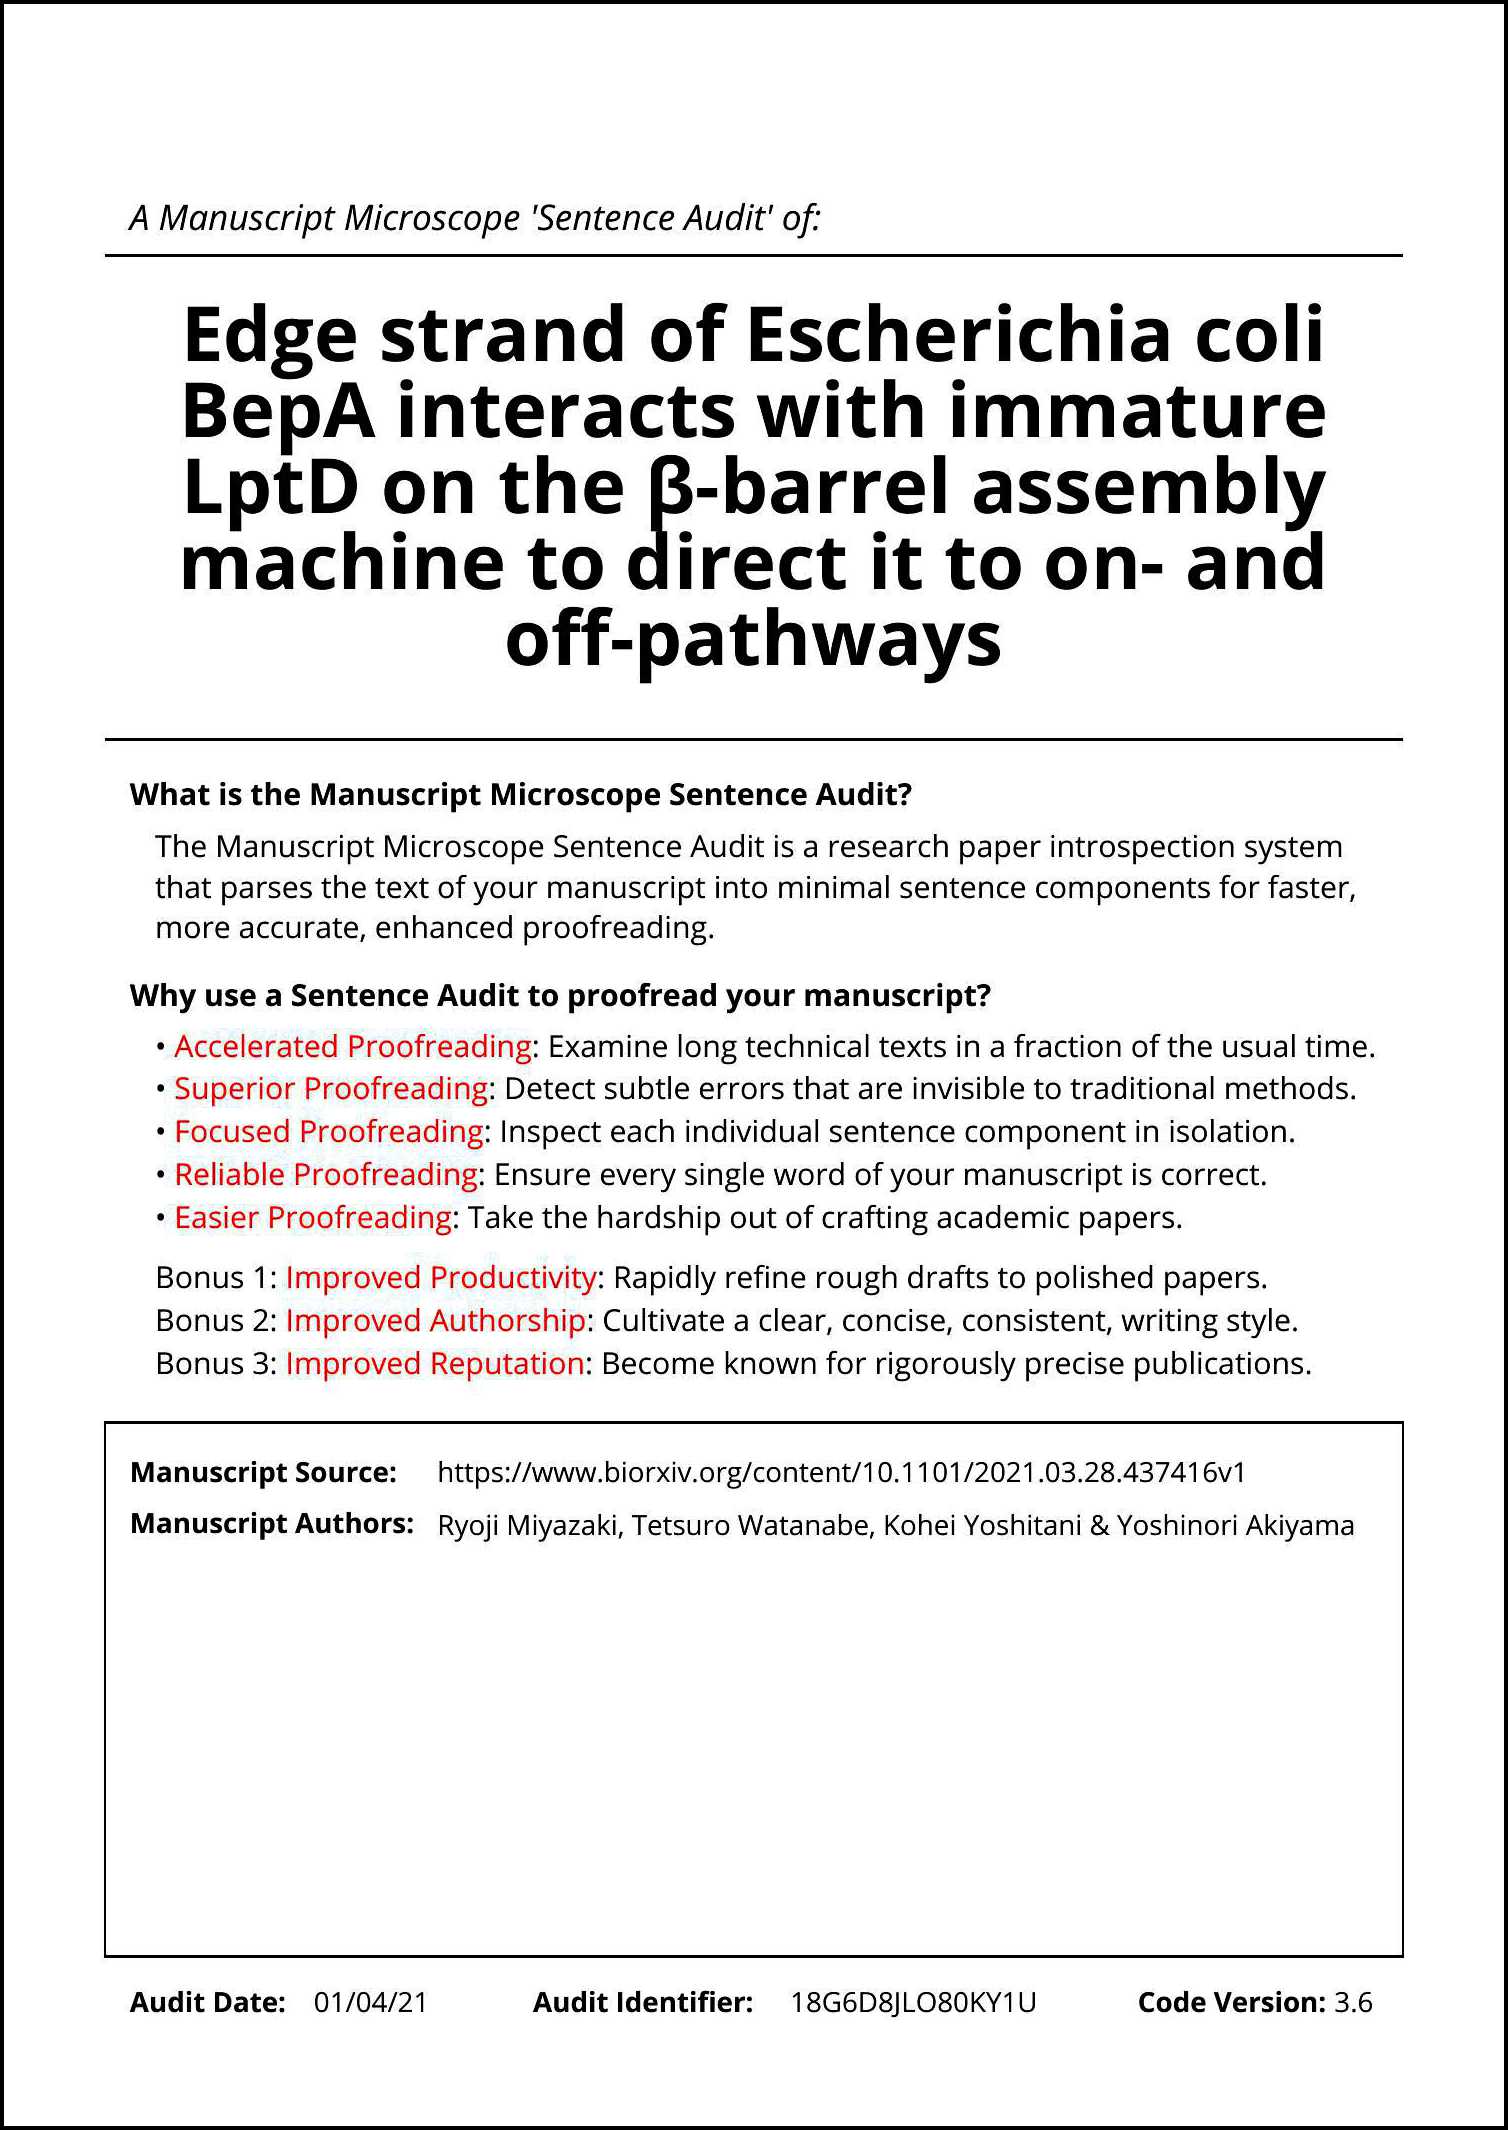 A Manuscript Microscope 'Sentence Audit' of:
Edge strand of Escherichia coli
BepA interacts with immature
LptD on the β-barrel assembly
machine to direct it to on- and
off-pathways
What is the Manuscript Microscope Sentence Audit?
The Manuscript Microscope Sentence Audit is a research paper introspection system
that parses the text of your manuscript into minimal sentence components for faster,
more accurate, enhanced proofreading.
Why use a Sentence Audit to proofread your manuscript?
• Accelerated Proofreading: Examine long technical texts in a fraction of the usual time.
• Superior Proofreading: Detect subtle errors that are invisible to traditional methods.
• Focused Proofreading: Inspect each individual sentence component in isolation.
• Reliable Proofreading: Ensure every single word of your manuscript is correct.
• Easier Proofreading: Take the hardship out of crafting academic papers.
Bonus 1: Improved Productivity: Rapidly refine rough drafts to polished papers.
Bonus 2: Improved Authorship: Cultivate a clear, concise, consistent, writing style.
Bonus 3: Improved Reputation: Become known for rigorously precise publications.
Manuscript Source: https://www.biorxiv.org/content/10.1101/2021.03.28.437416v1
Manuscript Authors: Ryoji Miyazaki, Tetsuro Watanabe, Kohei Yoshitani & Yoshinori Akiyama
Audit Date: 01/04/21 Audit Identifier: 18G6D8JLO80KY1U Code Version: 3.6